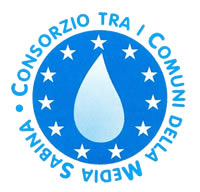 CONSORZIO TRA I COMUNI DELLA MEDIA SABINA •